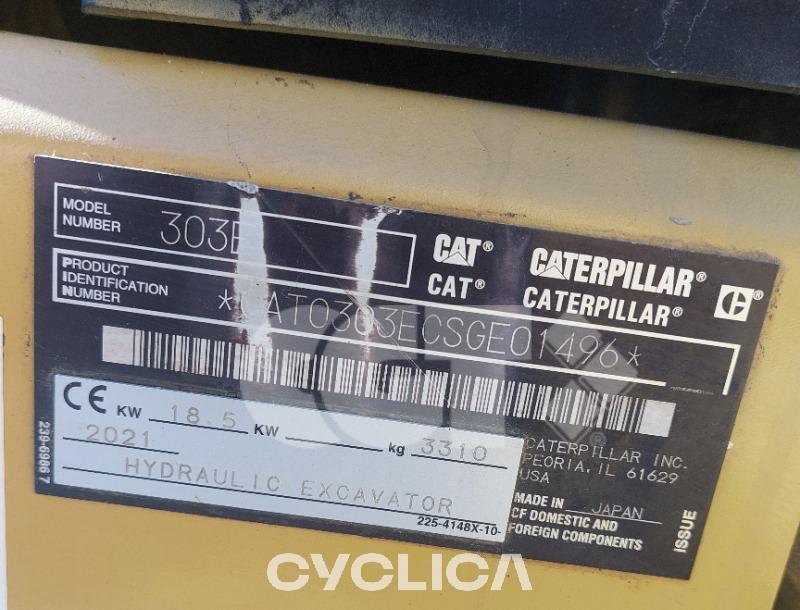 MODEL NUMBER 303E
CAT® CATERPILLAR®
CAT® CATERPILLAR®
PRODUCT IDENTIFICATION NUMBER *CAT0303ECSGE01496*
CE KW 18.5 KW kg 3310
2021
HYDRAULIC EXCAVATOR
225-4148X-10-
239-6986 7
CATERPILLAR INC.
PEORIA, IL 61629
USA
MADE IN JAPAN
OF DOMESTIC AND
FOREIGN COMPONENTS
ISSUE
CYCLICA